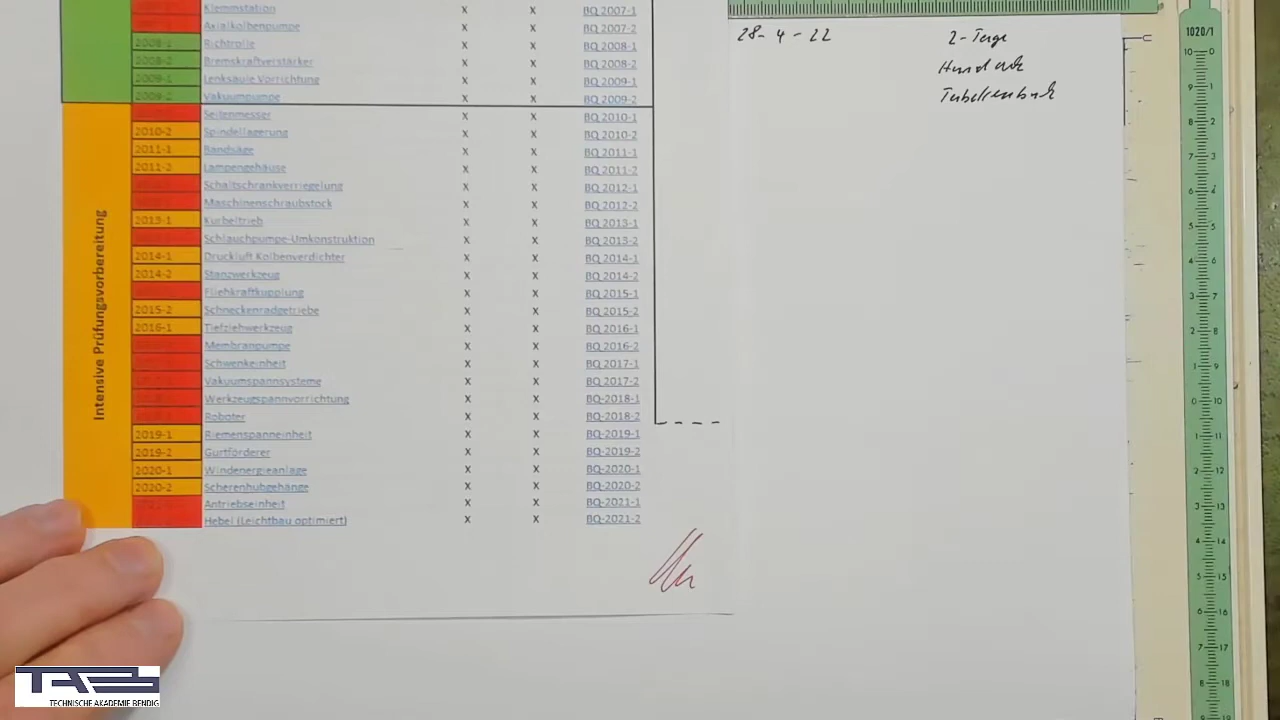 Klemmstation x x BQ 2007-1
Axialkolbenpumpe x x BQ 2007-2
2008-1 Richtrolle x x BQ 2008-1
2008-2 Bremskraftverstärker x x BQ 2008-2
2009-1 Lenksäule Vorrichtung x x BQ 2009-1
2009-2 Vakuumpumpe x x BQ 2009-2
Intensive Prüfungsvorbereitung
Seitenmesser x x BQ 2010-1
2010-2 Spindellagerung x x BQ 2010-2
2011-1 Bandsäge x x BQ 2011-1
2011-2 Lampengehäuse x x BQ 2011-2
Schaltschrankverriegelung x x BQ 2012-1
Maschinenschraubstock x x BQ 2012-2
2013-1 Kurbeltrieb x x BQ 2013-1
Schlauchpumpe-Umkonstruktion x x BQ 2013-2
2014-1 Druckluft Kolbenverdichter x x BQ 2014-1
2014-2 Stanzwerkzeug x x BQ 2014-2
Fliehkraftkupplung x x BQ 2015-1
2015-2 Schneckenradgetriebe x x BQ 2015-2
2016-1 Tiefziehwerkzeug x x BQ 2016-1
Membranpumpe x x BQ 2016-2
Schwenkeinheit x x BQ 2017-1
Vakuumspannsysteme x x BQ 2017-2
Werkzeugspannvorrichtung x x BQ-2018-1
Roboter x x BQ-2018-2
2019-1 Riemenspanneinheit x x BQ-2019-1
2019-2 Gurtförderer x x BQ-2019-2
2020-1 Windenergieanlage x x BQ-2020-1
2020-2 Scherenhubgehänge x x BQ-2020-2
Antriebseinheit x x BQ-2021-1
Hebel (Leichtbau optimiert) x x BQ-2021-2
28-4-22
2-Tage
Tabellenbuch
1020/1
TAB
TECHNISCHE AKADEMIE BENDIG